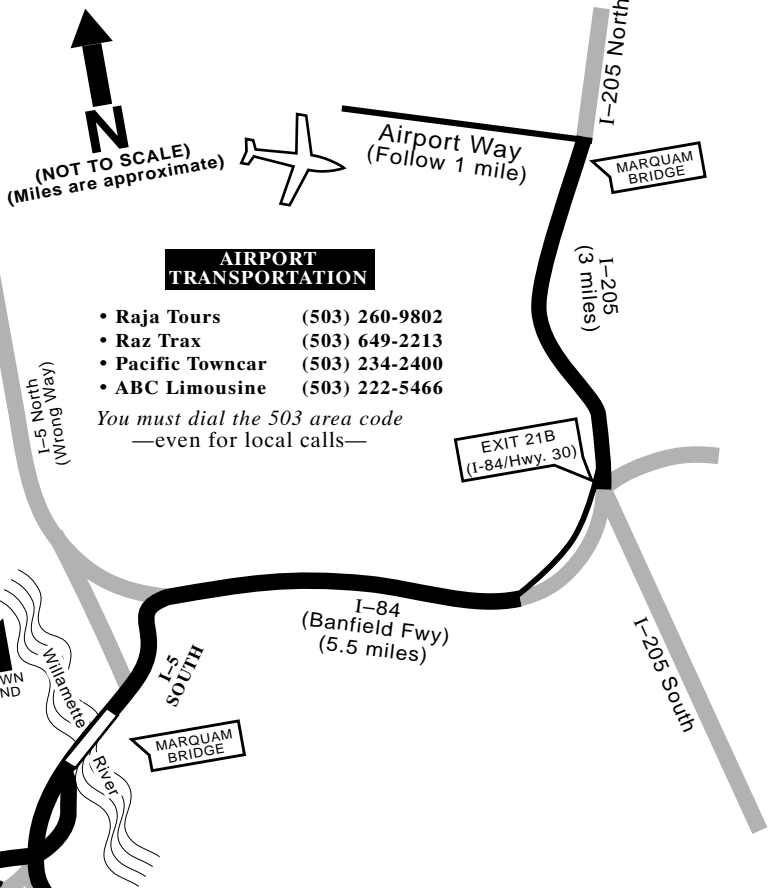 I–205 North
N
(NOT TO SCALE)
(Miles are approximate)
Airport Way
(Follow 1 mile)
MARQUAM
BRIDGE
AIRPORT
TRANSPORTATION
• Raja Tours (503) 260-9802
• Raz Trax (503) 649-2213
• Pacific Towncar (503) 234-2400
• ABC Limousine (503) 222-5466
You must dial the 503 area code
—even for local calls—
I–205
(3 miles)
I–5 North
(Wrong Way)
EXIT 21B
(I-84/Hwy. 30)
I–84
(Banfield Fwy)
(5.5 miles)
I–205 South
I–5
SOUTH
WN
ND
Willamette
River
MARQUAM
BRIDGE